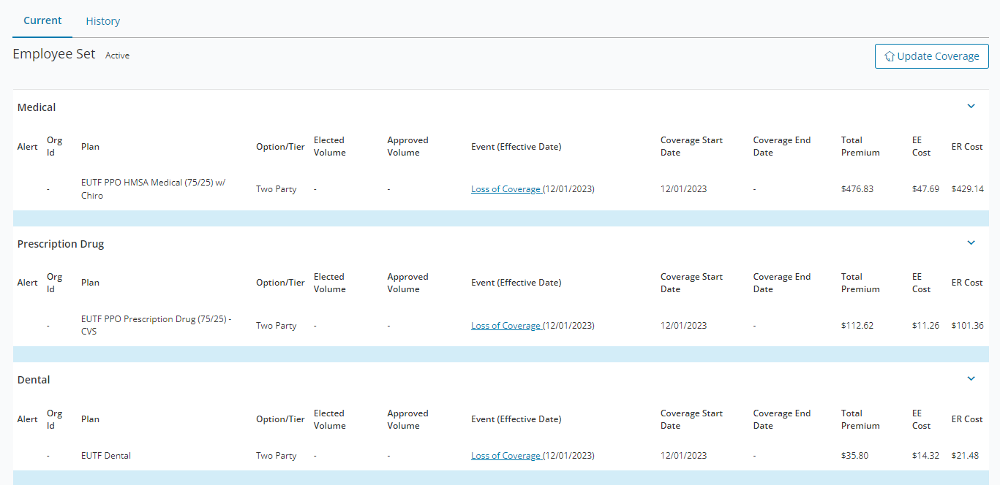 Current History
Employee Set Active
Update Coverage
Medical
Alert Org Id Plan Option/Tier Elected Volume Approved Volume Event (Effective Date) Coverage Start Date Coverage End Date Total Premium EE Cost ER Cost
- EUTF PPO HMSA Medical (75/25) w/ Chiro Two Party - - Loss of Coverage (12/01/2023) 12/01/2023 - $476.83 $47.69 $429.14
Prescription Drug
Alert Org Id Plan Option/Tier Elected Volume Approved Volume Event (Effective Date) Coverage Start Date Coverage End Date Total Premium EE Cost ER Cost
- EUTF PPO Prescription Drug (75/25) - CVS Two Party - - Loss of Coverage (12/01/2023) 12/01/2023 - $112.62 $11.26 $101.36
Dental
Alert Org Id Plan Option/Tier Elected Volume Approved Volume Event (Effective Date) Coverage Start Date Coverage End Date Total Premium EE Cost ER Cost
- EUTF Dental Two Party - - Loss of Coverage (12/01/2023) 12/01/2023 - $35.80 $14.32 $21.48